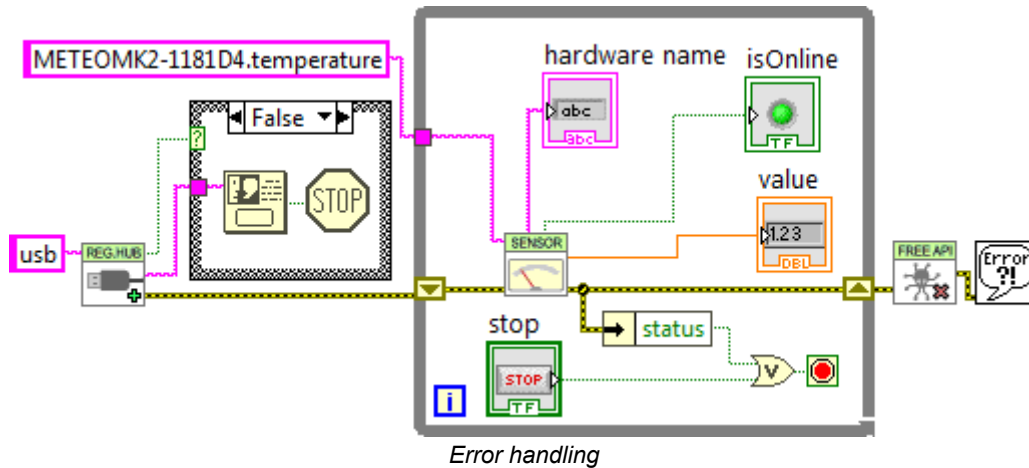 METEOMK2-1181D4.temperature
False
?
STOP
usb
REG.HUB
hardware name
abc
abc
isOnline
TF
value
1.23
DBL
SENSOR
status
stop
STOP
TF
V
i
FREE API
Error
?!
Error handling